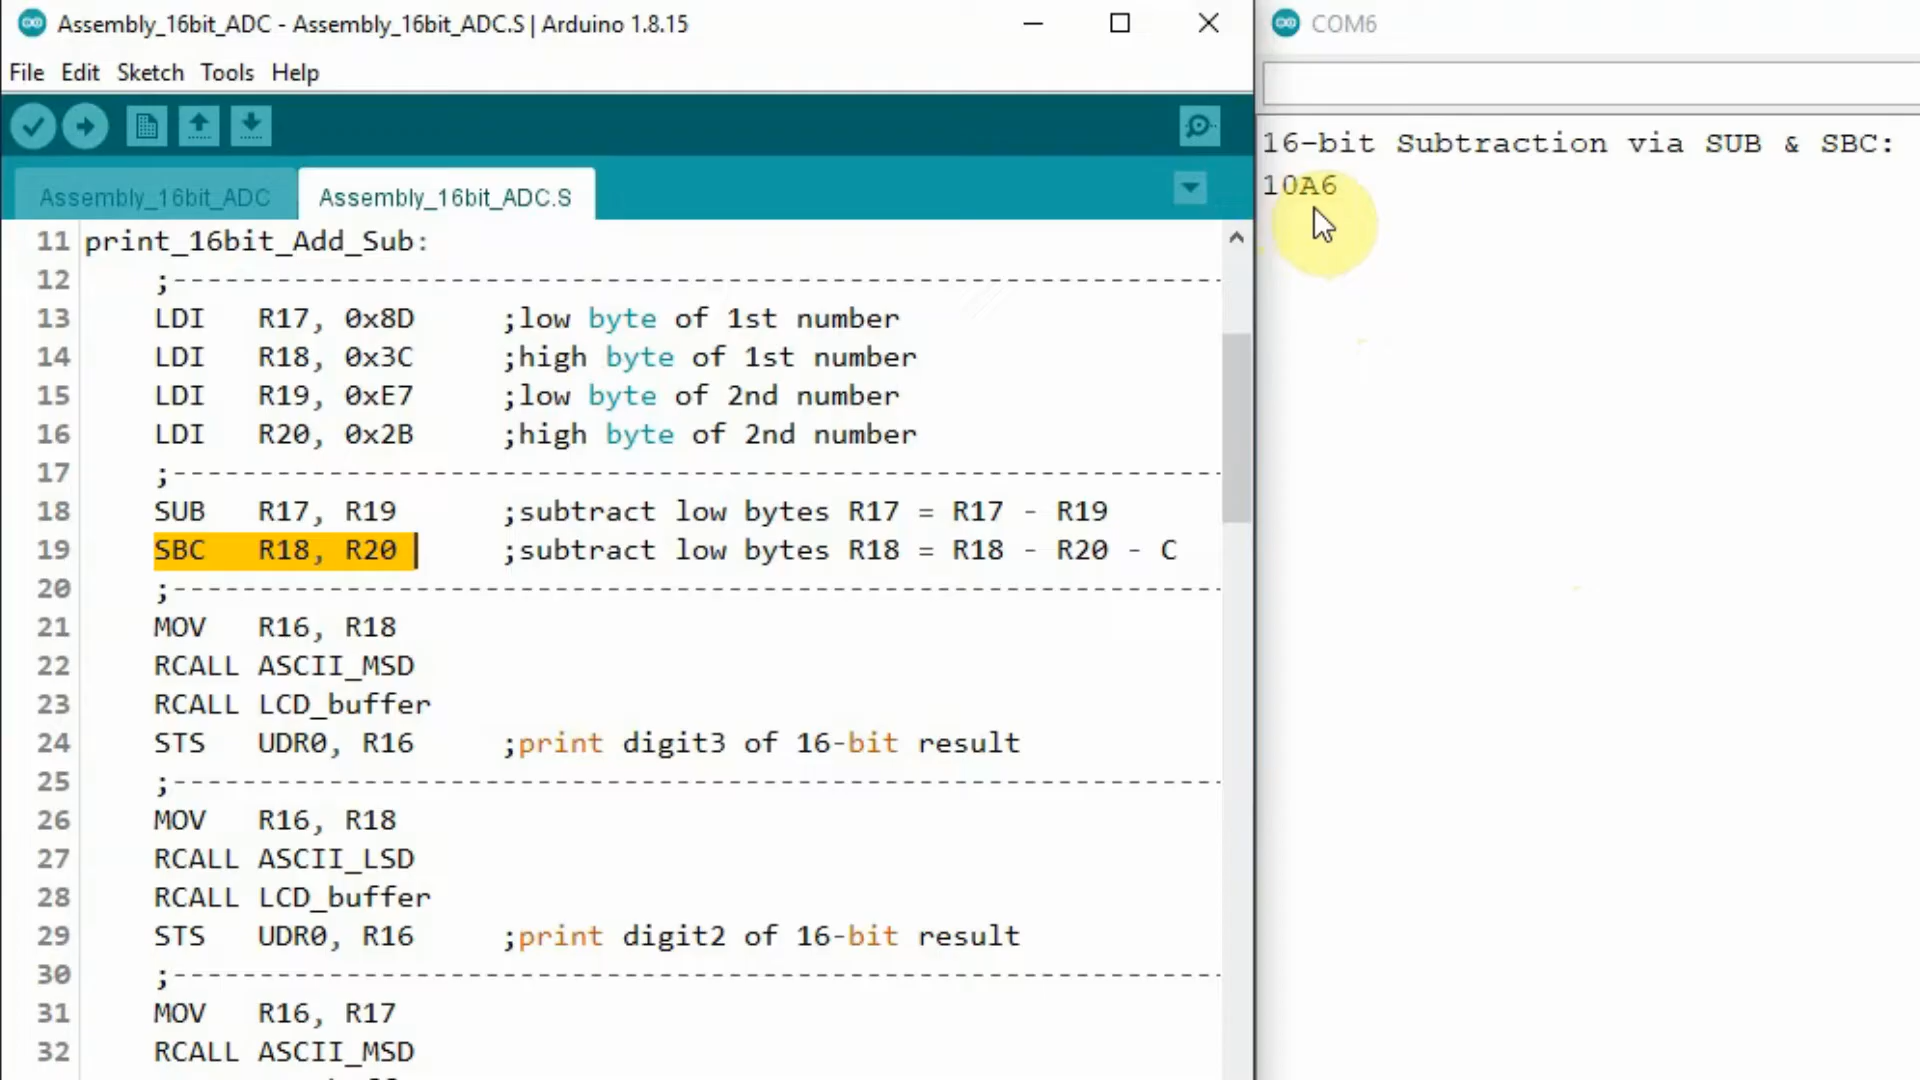 Assembly_16bit_ADC - Assembly_16bit_ADC.S | Arduino 1.8.15
File Edit Sketch Tools Help
Assembly_16bit_ADC Assembly_16bit_ADC.S
11 print_16bit_Add_Sub:
12 ;-------------------------------------------------------------
13 LDI R17, 0x8D ;low byte of 1st number
14 LDI R18, 0x3C ;high byte of 1st number
15 LDI R19, 0xE7 ;low byte of 2nd number
16 LDI R20, 0x2B ;high byte of 2nd number
17 ;-------------------------------------------------------------
18 SUB R17, R19 ;subtract low bytes R17 = R17 - R19
19 SBC R18, R20 ;subtract low bytes R18 = R18 - R20 - C
20 ;-------------------------------------------------------------
21 MOV R16, R18
22 RCALL ASCII_MSD
23 RCALL LCD_buffer
24 STS UDR0, R16 ;print digit3 of 16-bit result
25 ;-------------------------------------------------------------
26 MOV R16, R18
27 RCALL ASCII_LSD
28 RCALL LCD_buffer
29 STS UDR0, R16 ;print digit2 of 16-bit result
30 ;-------------------------------------------------------------
31 MOV R16, R17
32 RCALL ASCII_MSD
COM6
16-bit Subtraction via SUB & SBC:
10A6